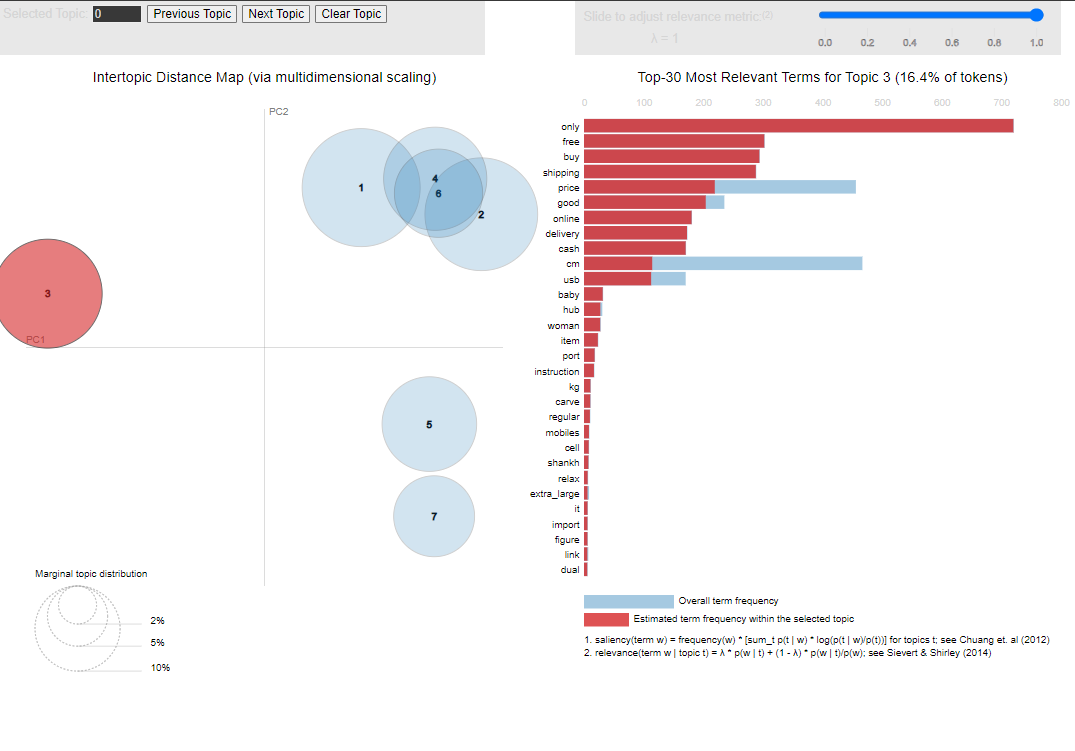 Selected Topic: 0 Previous Topic Next Topic Clear Topic
Slide to adjust relevance metric:(2)
λ = 1
0.0 0.2 0.4 0.6 0.8 1.0
Intertopic Distance Map (via multidimensional scaling)
PC2
PC1
1
4
6
2
3
5
7
Marginal topic distribution
2%
5%
10%
Top-30 Most Relevant Terms for Topic 3 (16.4% of tokens)
0 100 200 300 400 500 600 700 800
only
free
buy
shipping
price
good
online
delivery
cash
cm
usb
baby
hub
woman
item
port
instruction
kg
carve
regular
mobiles
cell
shankh
relax
extra_large
it
import
figure
link
dual
Overall term frequency
Estimated term frequency within the selected topic
1. saliency(term w) = frequency(w) * [sum_t p(t | w) * log(p(t | w)/p(t))] for topics t; see Chuang et. al (2012)
2. relevance(term w | topic t) = λ * p(w | t) + (1 - λ) * p(w | t)/p(w); see Sievert & Shirley (2014)